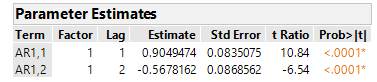 Parameter Estimates
Term Factor Lag Estimate Std Error t Ratio Prob>|t|
AR1,1 1 1 0.9049474 0.0835075 10.84 <.0001*
AR1,2 1 2 -0.5678162 0.0868562 -6.54 <.0001*